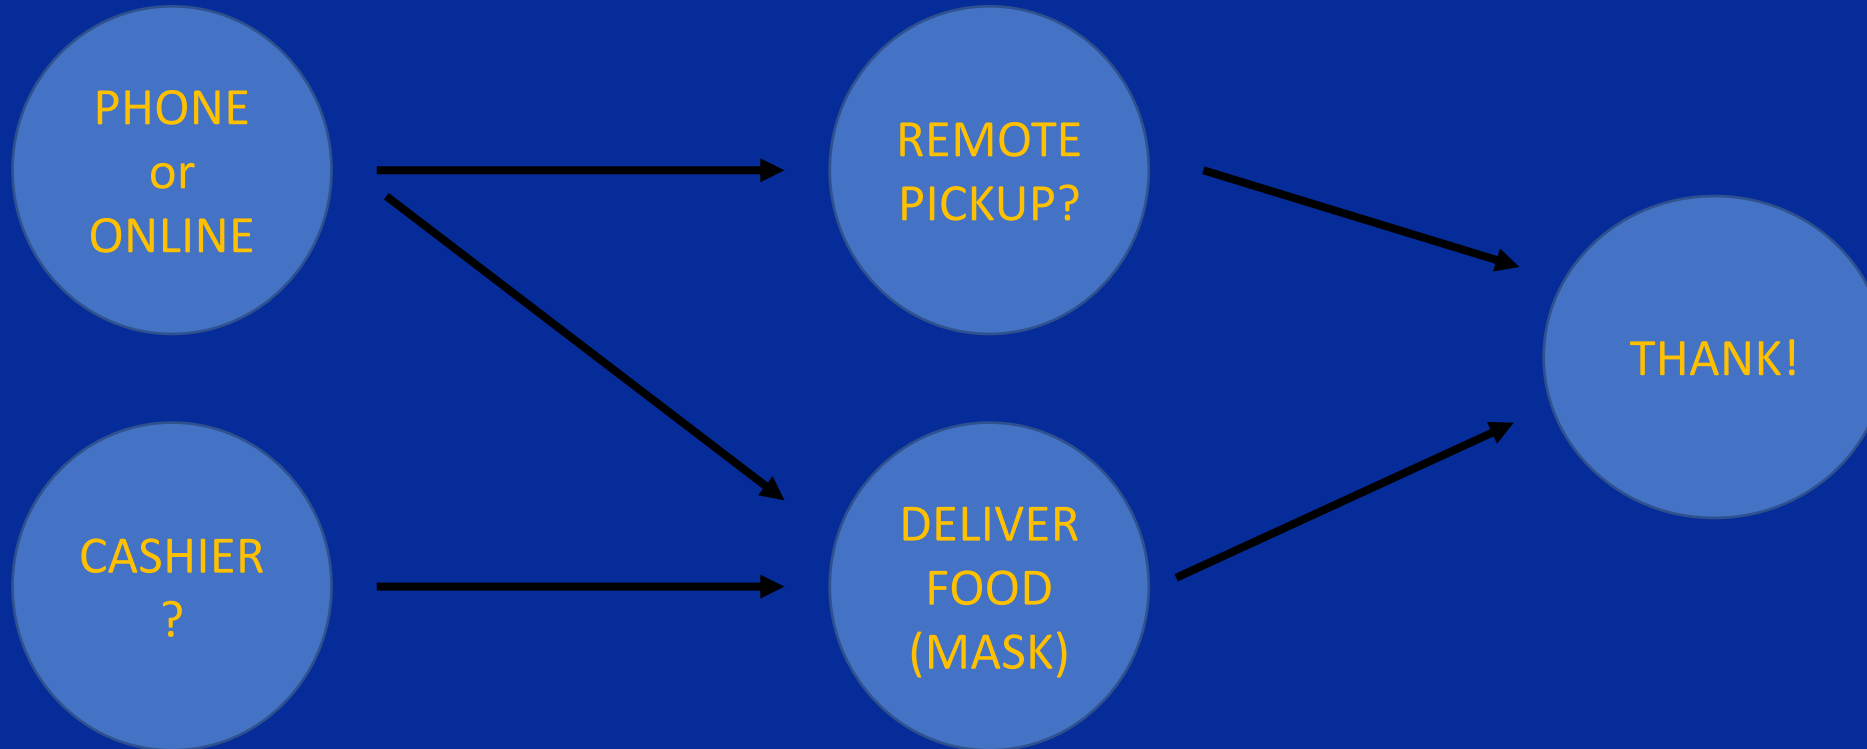 PHONE
or
ONLINE
REMOTE
PICKUP?
THANK!
CASHIER
?
DELIVER
FOOD
(MASK)